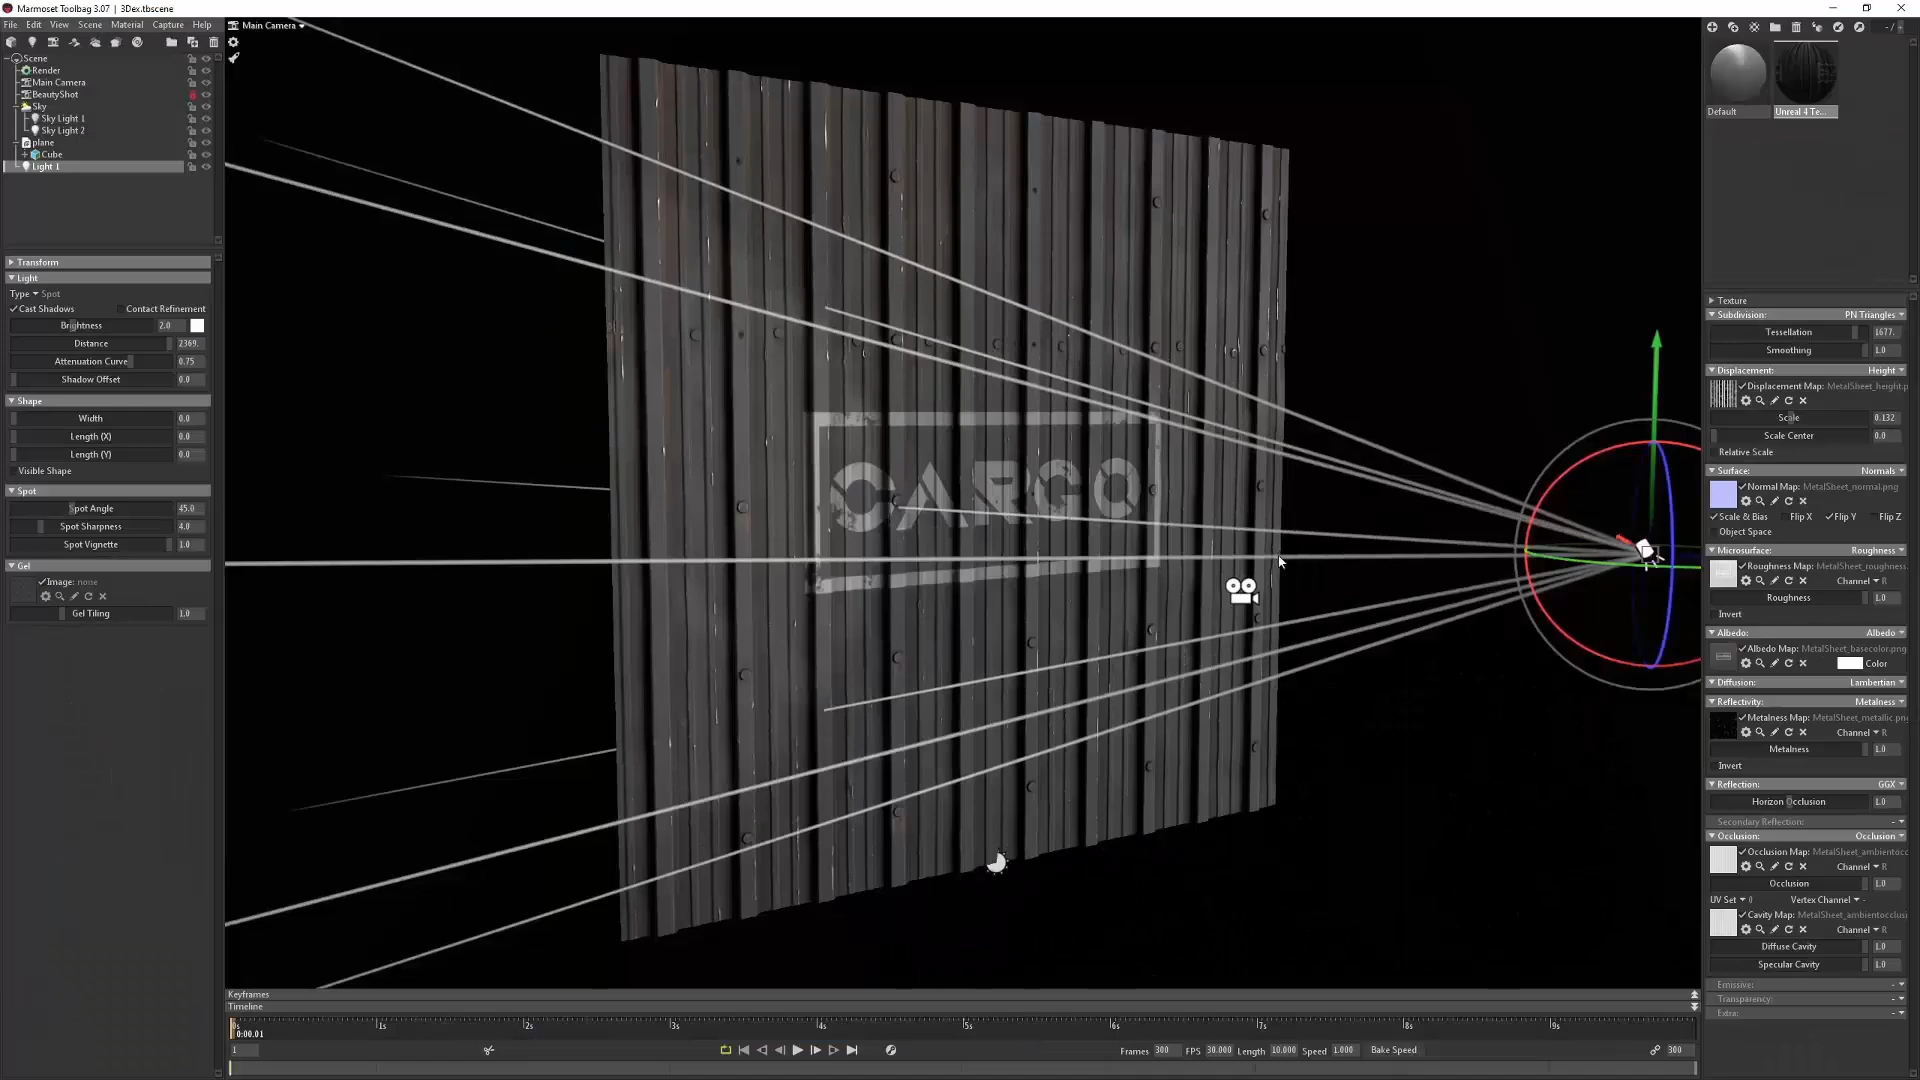 Marmoset Toolbag 3.07 | 3Dex.tbscene
File Edit View Scene Material Capture Help
Main Camera
Scene
Render
Main Camera
BeautyShot
Sky
Sky Light 1
Sky Light 2
plane
Cube
Light 1
Transform
Light
Type Spot
Cast Shadows Contact Refinement
Brightness 2.0
Distance 2369.
Attenuation Curve 0.75
Shadow Offset 0.0
Shape
Width 0.0
Length (X) 0.0
Length (Y) 0.0
Visible Shape
Spot
Spot Angle 45.0
Spot Sharpness 4.0
Spot Vignette 1.0
Gel
Image: none
Gel Tiling 1.0
CARGO
Keyframes
Timeline
0s 1s 2s 3s 4s 5s 6s 7s 8s 9s
0:00.01
1
Frames 300 FPS 30.000 Length 10.000 Speed 1.000 Bake Speed 300
Default Unreal 4 Te...
Texture
Subdivision: PN Triangles
Tessellation 1677.
Smoothing 1.0
Displacement: Height
Displacement Map: MetalSheet_height.p
Scale 0.132
Scale Center 0.0
Relative Scale
Surface: Normals
Normal Map: MetalSheet_normal.png
Scale & Bias Flip X Flip Y Flip Z
Object Space
Microsurface: Roughness
Roughness Map: MetalSheet_roughness.
Channel R
Roughness 1.0
Invert
Albedo: Albedo
Albedo Map: MetalSheet_basecolor.png
Color
Diffusion: Lambertian
Reflectivity: Metalness
Metalness Map: MetalSheet_metallic.pn
Channel R
Metalness 1.0
Invert
Reflection: GGX
Horizon Occlusion 1.0
Secondary Reflection:
Occlusion: Occlusion
Occlusion Map: MetalSheet_ambientocc
Channel R
Occlusion 1.0
UV Set 0 Vertex Channel -
Cavity Map: MetalSheet_ambientocclusi
Channel R
Diffuse Cavity 1.0
Specular Cavity 1.0
Emissive:
Transparency:
Extra: